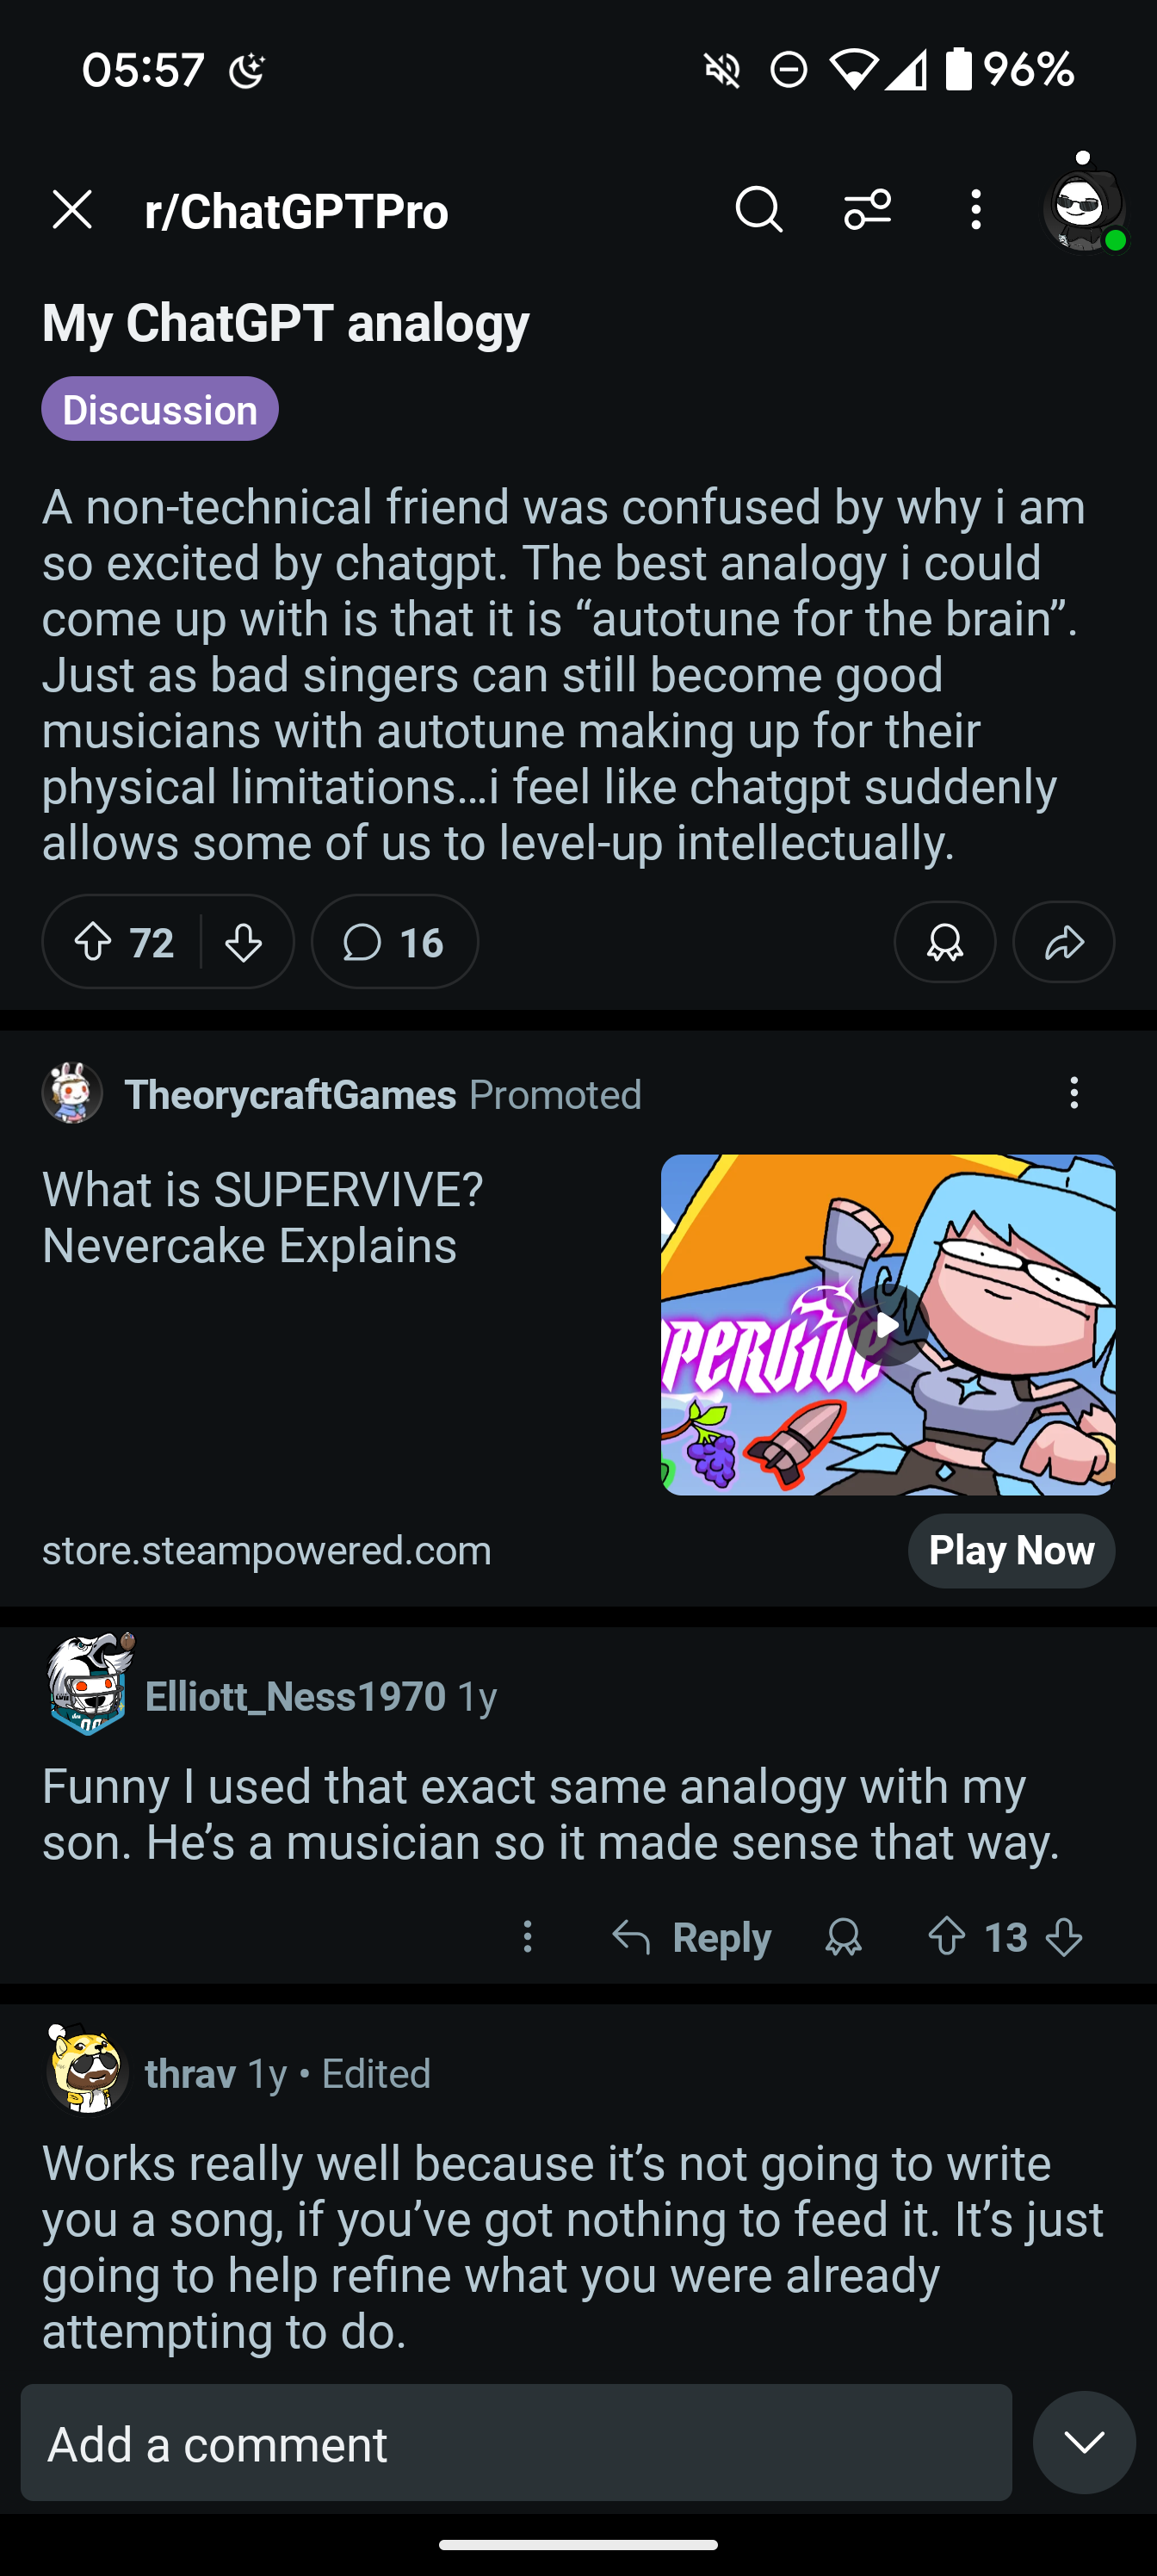 05:57
96%
r/ChatGPTPro
My ChatGPT analogy
Discussion
A non-technical friend was confused by why i am
so excited by chatgpt. The best analogy i could
come up with is that it is “autotune for the brain”.
Just as bad singers can still become good
musicians with autotune making up for their
physical limitations...i feel like chatgpt suddenly
allows some of us to level-up intellectually.
72
16
TheorycraftGames Promoted
What is SUPERVIVE?
Nevercake Explains
PERVIVE
store.steampowered.com
Play Now
Elliott_Ness1970 1y
Funny I used that exact same analogy with my
son. He’s a musician so it made sense that way.
Reply
13
thrav 1y • Edited
Works really well because it’s not going to write
you a song, if you’ve got nothing to feed it. It’s just
going to help refine what you were already
attempting to do.
Add a comment